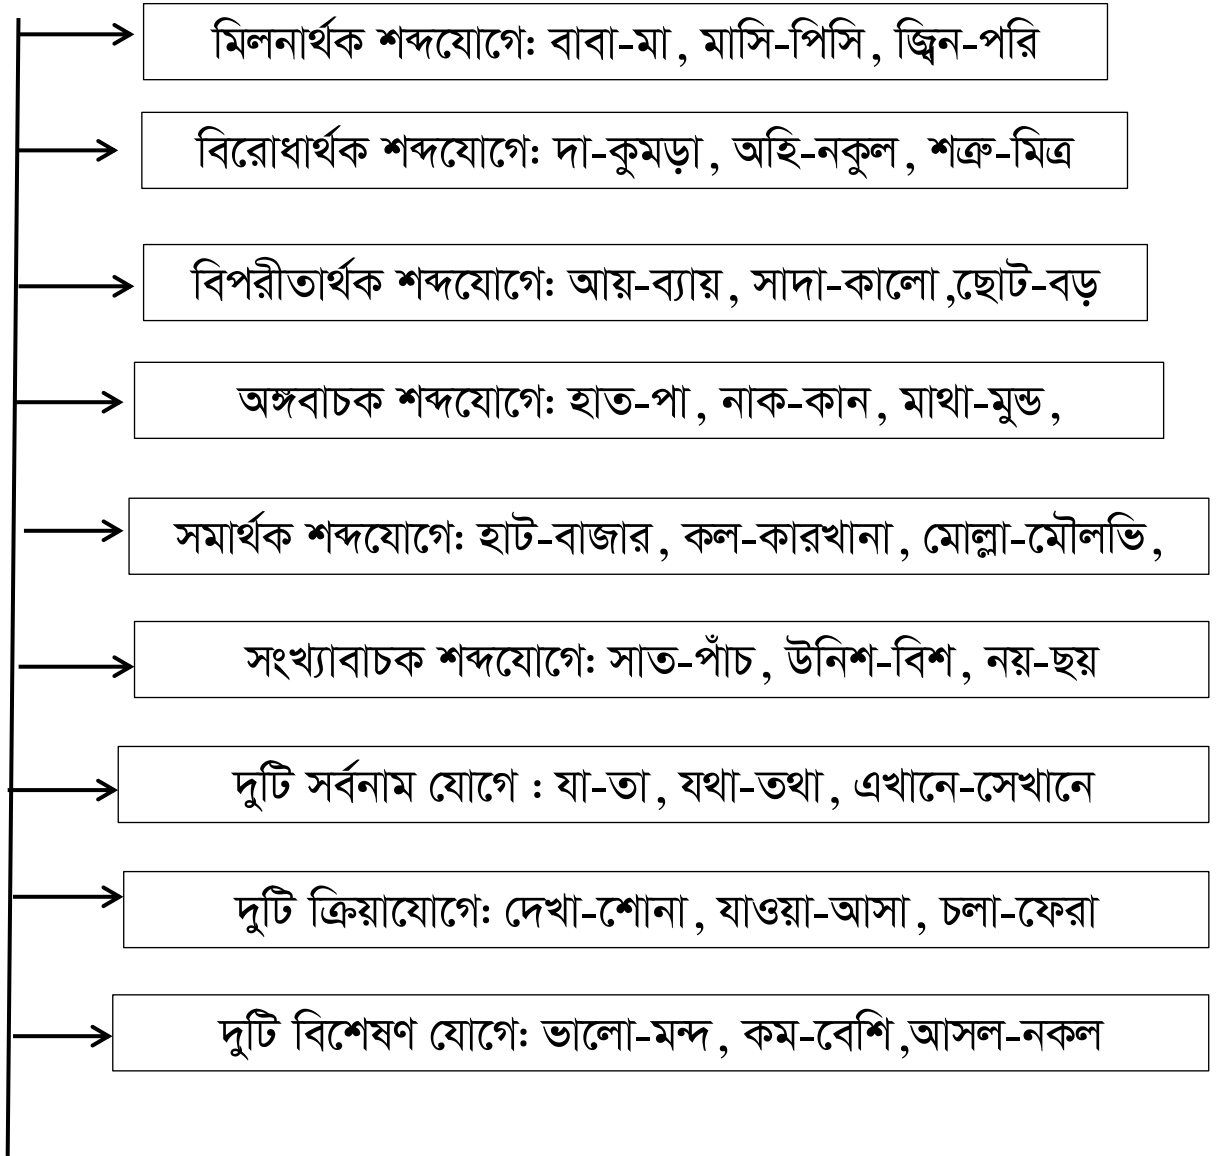 মিলনার্থক শব্দযোগে: বাবা-মা, মাসি-পিসি, জ্বিন-পরি
বিরোধার্থক শব্দযোগে: দা-কুমড়া, অহি-নকুল, শত্রু-মিত্র
বিপরীতার্থক শব্দযোগে: আয়-ব্যায়, সাদা-কালো,ছোট-বড়
অঙ্গবাচক শব্দযোগে: হাত-পা, নাক-কান, মাথা-মুন্ড,
সমার্থক শব্দযোগে: হাট-বাজার, কল-কারখানা, মোল্লা-মৌলভি,
সংখ্যাবাচক শব্দযোগে: সাত-পাঁচ, উনিশ-বিশ, নয়-ছয়
দুটি সর্বনাম যোগে : যা-তা, যথা-তথা, এখানে-সেখানে
দুটি ক্রিয়াযোগে: দেখা-শোনা, যাওয়া-আসা, চলা-ফেরা
দুটি বিশেষণ যোগে: ভালো-মন্দ, কম-বেশি,আসল-নকল